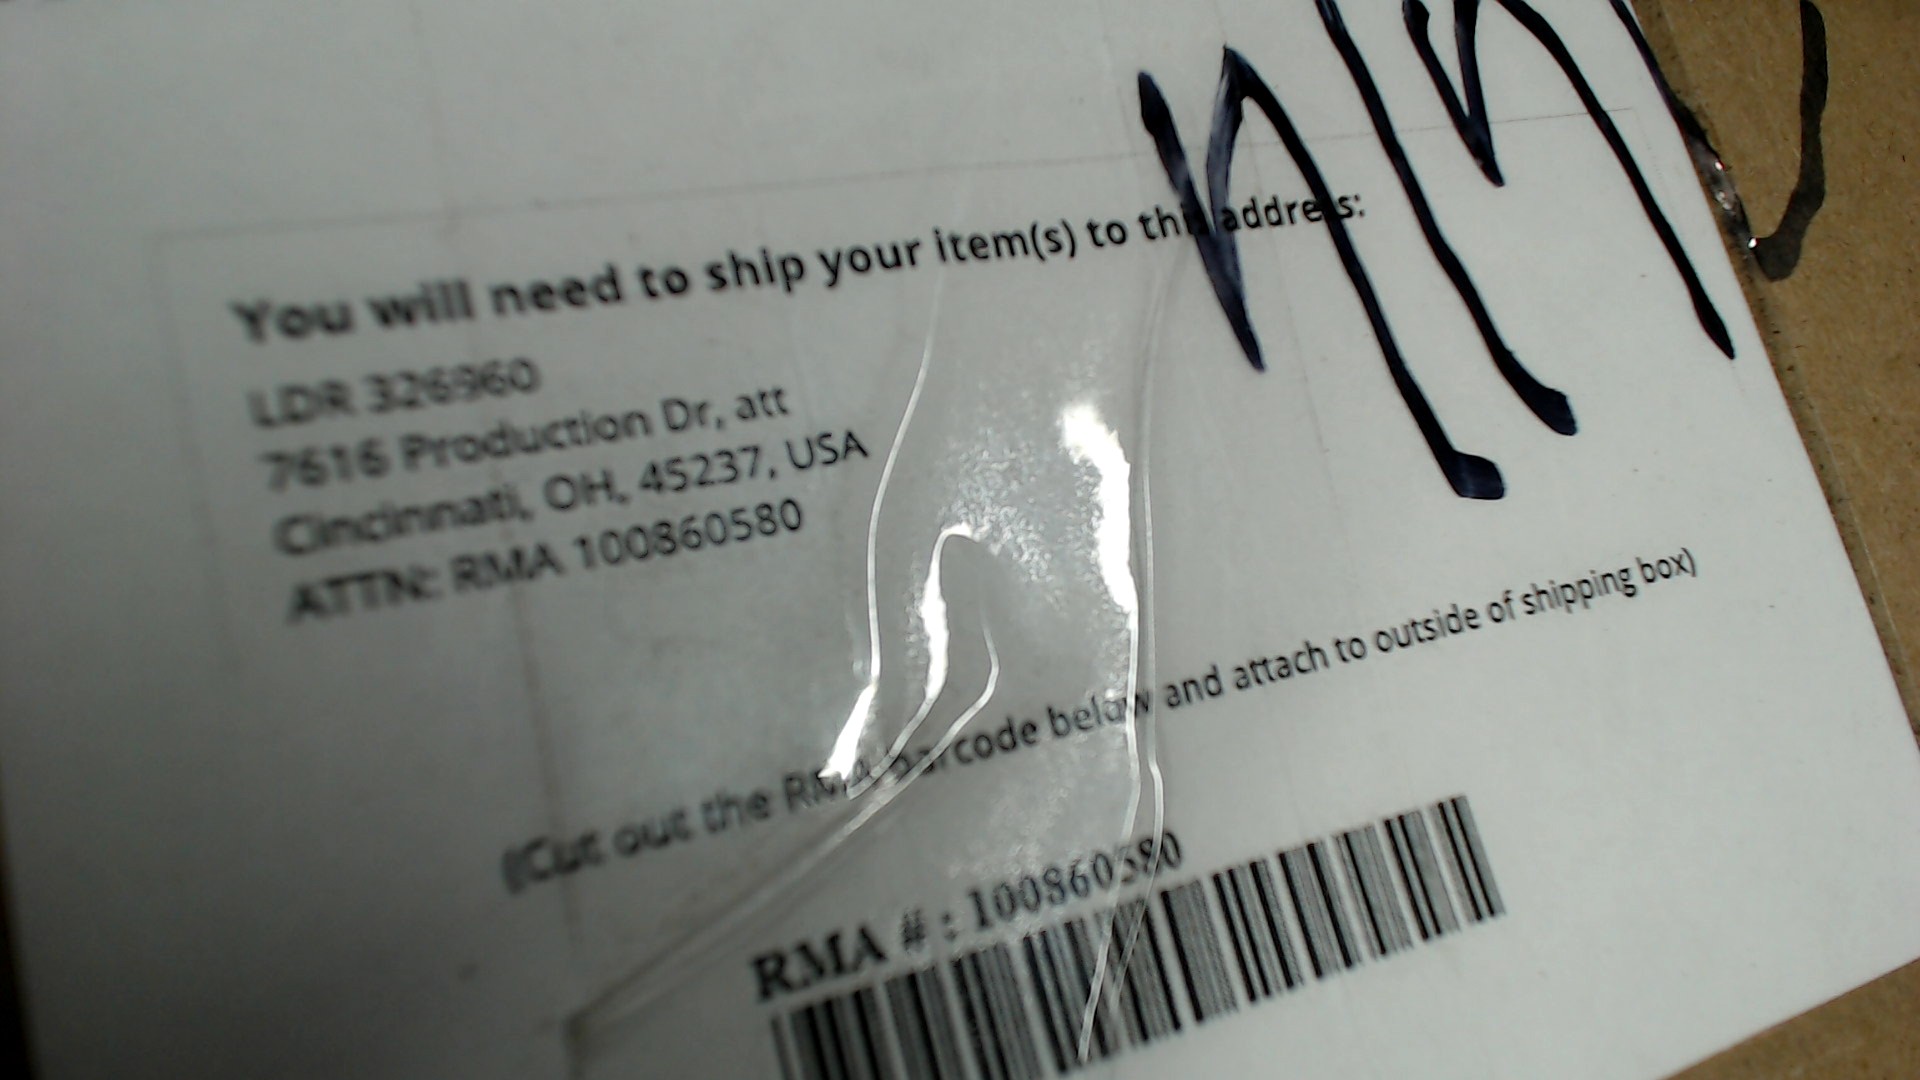 You will need to ship your item(s) to this address:
LDR 326960
7616 Production Dr, att
Cincinnati, OH, 45237, USA
ATTN: RMA 100860580
(Cut out the RMA barcode below and attach to outside of shipping box)
RMA # : 100860580